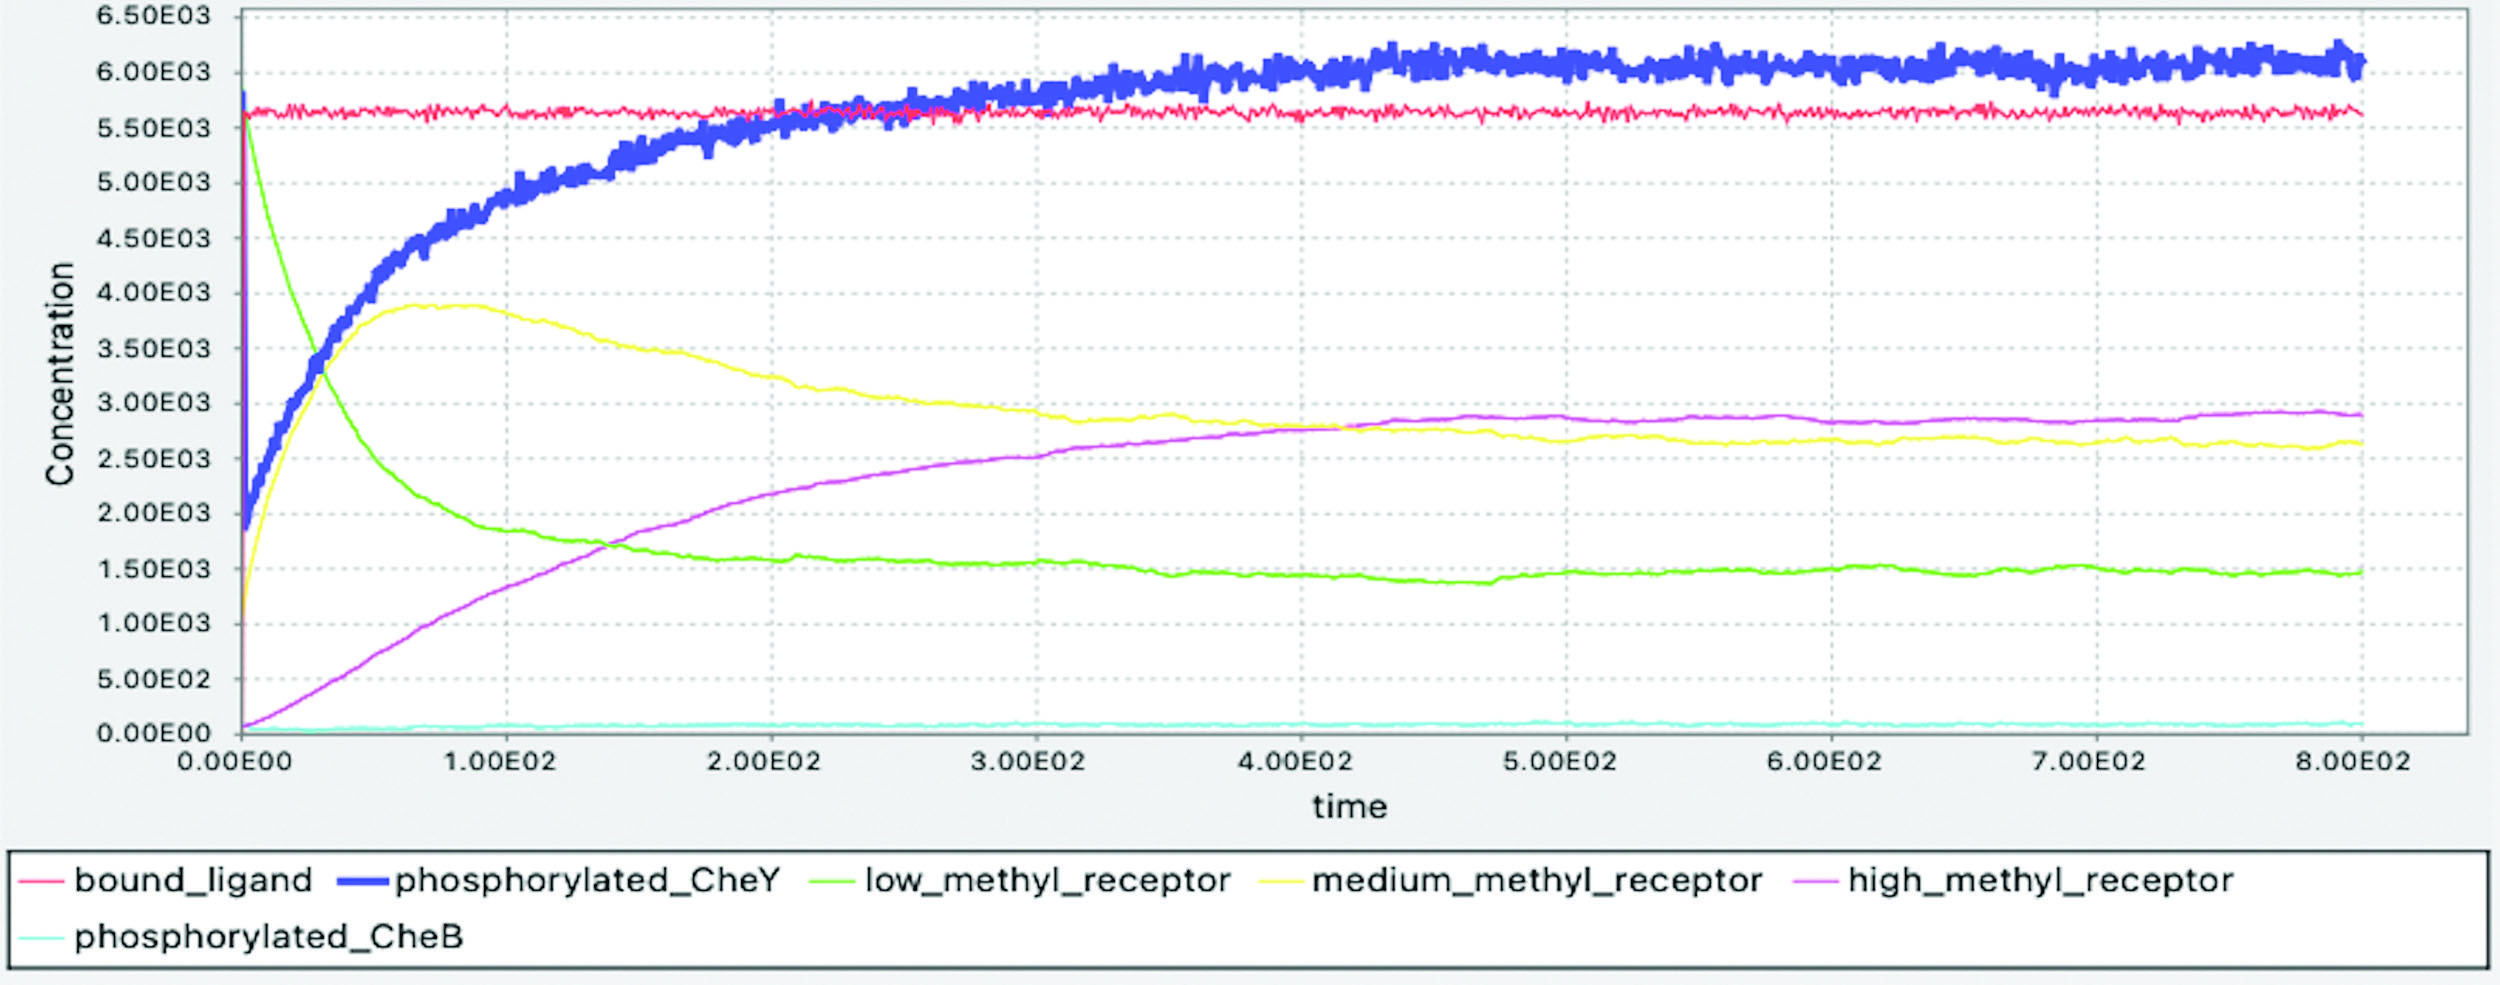 6.50E03
6.00E03
5.50E03
5.00E03
4.50E03
4.00E03
3.50E03
3.00E03
2.50E03
2.00E03
1.50E03
1.00E03
5.00E02
0.00E00
Concentration
0.00E00 1.00E02 2.00E02 3.00E02 4.00E02 5.00E02 6.00E02 7.00E02 8.00E02
time
bound_ligand phosphorylated_CheY low_methyl_receptor medium_methyl_receptor high_methyl_receptor
phosphorylated_CheB